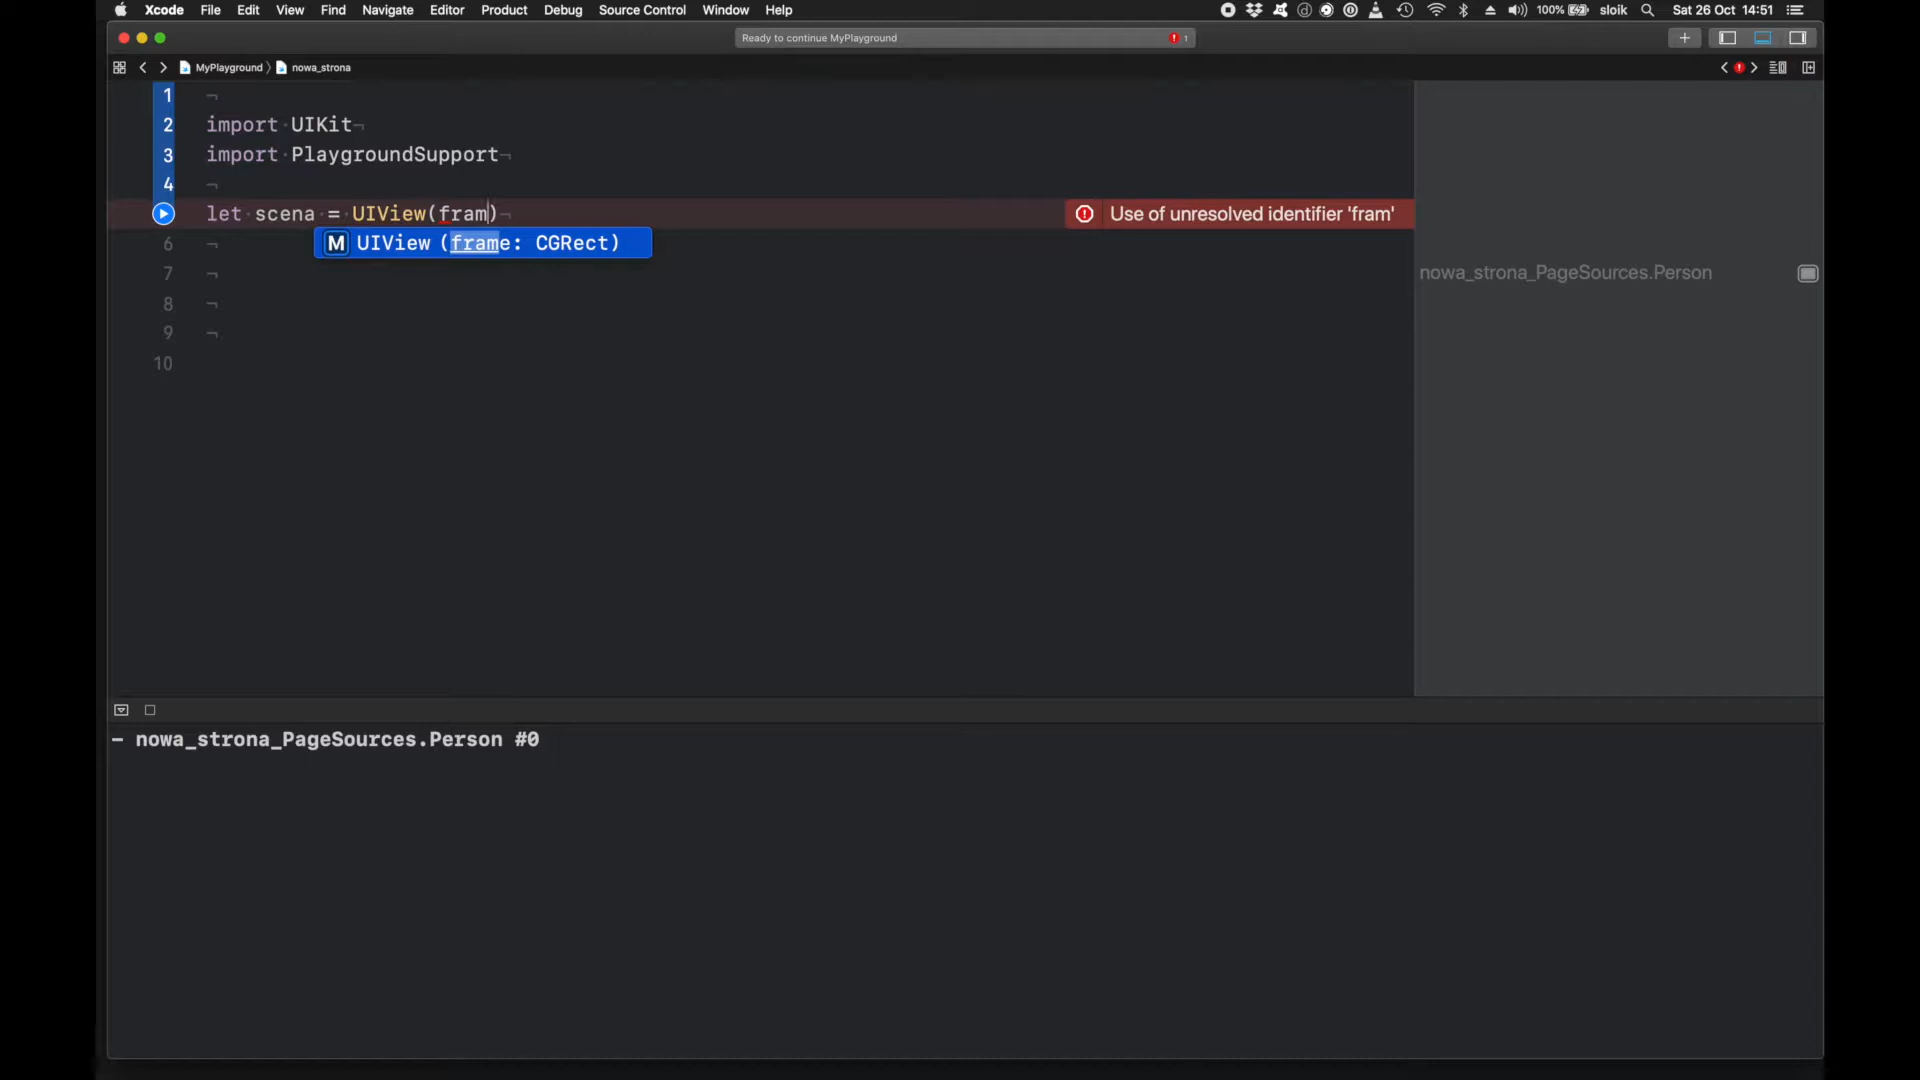 Xcode File Edit View Find Navigate Editor Product Debug Source Control Window Help 100% sloik Sat 26 Oct 14:51
Ready to continue MyPlayground 1
MyPlayground nowa_strona
1
2 import UIKit
3 import PlaygroundSupport
4
let scena = UIView(fram) Use of unresolved identifier 'fram'
6 M UIView (frame: CGRect)
7 nowa_strona_PageSources.Person
8
9
10
- nowa_strona_PageSources.Person #0